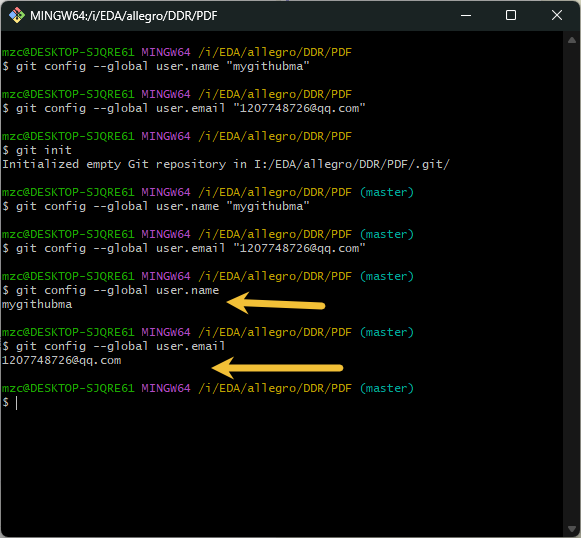 MINGW64:/i/EDA/allegro/DDR/PDF
mzc@DESKTOP-SJQRE61 MINGW64 /i/EDA/allegro/DDR/PDF
$ git config --global user.name "mygithubma"
mzc@DESKTOP-SJQRE61 MINGW64 /i/EDA/allegro/DDR/PDF
$ git config --global user.email "1207748726@qq.com"
mzc@DESKTOP-SJQRE61 MINGW64 /i/EDA/allegro/DDR/PDF
$ git init
Initialized empty Git repository in I:/EDA/allegro/DDR/PDF/.git/
mzc@DESKTOP-SJQRE61 MINGW64 /i/EDA/allegro/DDR/PDF (master)
$ git config --global user.name "mygithubma"
mzc@DESKTOP-SJQRE61 MINGW64 /i/EDA/allegro/DDR/PDF (master)
$ git config --global user.email "1207748726@qq.com"
mzc@DESKTOP-SJQRE61 MINGW64 /i/EDA/allegro/DDR/PDF (master)
$ git config --global user.name
mygithubma
mzc@DESKTOP-SJQRE61 MINGW64 /i/EDA/allegro/DDR/PDF (master)
$ git config --global user.email
1207748726@qq.com
mzc@DESKTOP-SJQRE61 MINGW64 /i/EDA/allegro/DDR/PDF (master)
$